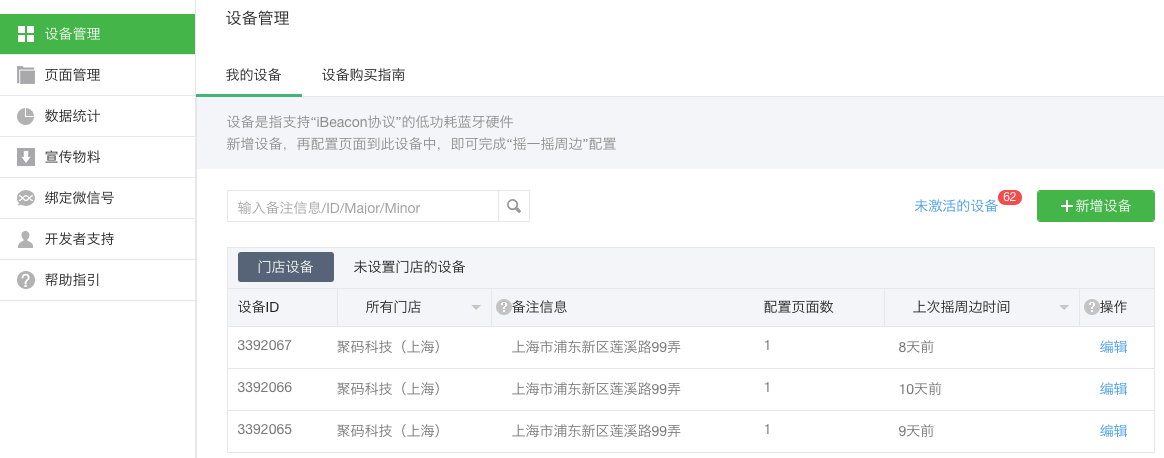 设备管理
页面管理
数据统计
宣传物料
绑定微信号
开发者支持
帮助指引
设备管理
我的设备 设备购买指南
设备是指支持“iBeacon协议”的低功耗蓝牙硬件
新增设备，再配置页面到此设备中，即可完成“摇一摇周边”配置
输入备注信息/ID/Major/Minor 未激活的设备 62 +新增设备
门店设备 未设置门店的设备
设备ID 所有门店 ?备注信息 配置页面数 上次摇周边时间 ?操作
3392067 聚码科技（上海） 上海市浦东新区莲溪路99弄 1 8天前 编辑
3392066 聚码科技（上海） 上海市浦东新区莲溪路99弄 1 10天前 编辑
3392065 聚码科技（上海） 上海市浦东新区莲溪路99弄 1 9天前 编辑